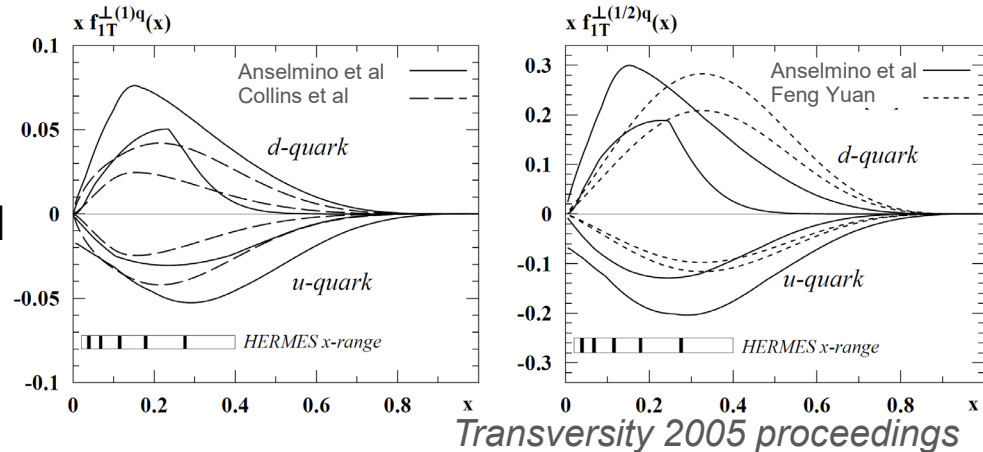 x f₁T⊥(1)q(x)
0.1
0.05
0
-0.05
-0.1
Anselmino et al
Collins et al
d-quark
u-quark
HERMES x-range
0 0.2 0.4 0.6 0.8 x
x f₁T⊥(1/2)q(x)
0.3
0.2
0.1
0
-0.1
-0.2
-0.3
Anselmino et al
Feng Yuan
d-quark
u-quark
HERMES x-range
0 0.2 0.4 0.6 0.8 x
Transversity 2005 proceedings